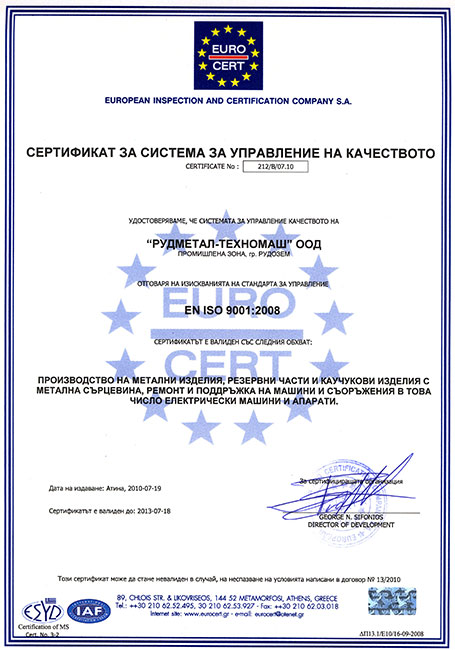 EURO
CERT
EUROPEAN INSPECTION AND CERTIFICATION COMPANY S.A.
СЕРТИФИКАТ ЗА СИСТЕМА ЗА УПРАВЛЕНИЕ НА КАЧЕСТВОТО
CERTIFICATE No : 212/B/07.10
УДОСТОВЕРЯВАМЕ, ЧЕ СИСТЕМАТА ЗА УПРАВЛЕНИЕ КАЧЕСТВОТО НА
“РУДМЕТАЛ-ТЕХНОМАШ” ООД
ПРОМИШЛЕНА ЗОНА, гр. РУДОЗЕМ
ОТГОВАРЯ НА ИЗИСКВАНИЯТА НА СТАНДАРТА ЗА УПРАВЛЕНИЕ
EURO
EN ISO 9001:2008
СЕРТИФИКАТЪТ Е ВАЛИДЕН СЪС СЛЕДНИЯ ОБХВАТ:
CERT
ПРОИЗВОДСТВО НА МЕТАЛНИ ИЗДЕЛИЯ, РЕЗЕРВНИ ЧАСТИ И КАУЧУКОВИ ИЗДЕЛИЯ С
МЕТАЛНА СЪРЦЕВИНА, РЕМОНТ И ПОДДРЪЖКА НА МАШИНИ И СЪОРЪЖЕНИЯ В ТОВА
ЧИСЛО ЕЛЕКТРИЧЕСКИ МАШИНИ И АПАРАТИ.
За сертифициращата организация
Дата на издаване: Атина, 2010-07-19
Сертификатът е валиден до: 2013-07-18
GEORGE N. SIFONIOS
DIRECTOR OF DEVELOPMENT
Този сертификат може да стане невалиден в случай, на неспазване на условията написани в договор № 13/2010
89, CHLOIS STR. & LIKOVRISEOS, 144 52 METAMORFOSI, ATHENS, GREECE
Tel.: ++30 210 62.52.495, 30 210 62.53.927 - Fax: ++30 210 62.03.018
Internet site: www.eurocert.gr - email: eurocert@otenet.gr
ESYD
IAF
Certification of MS
Cert. No. 3-2
ΔΠ13.1/Ε10/16-09-2008